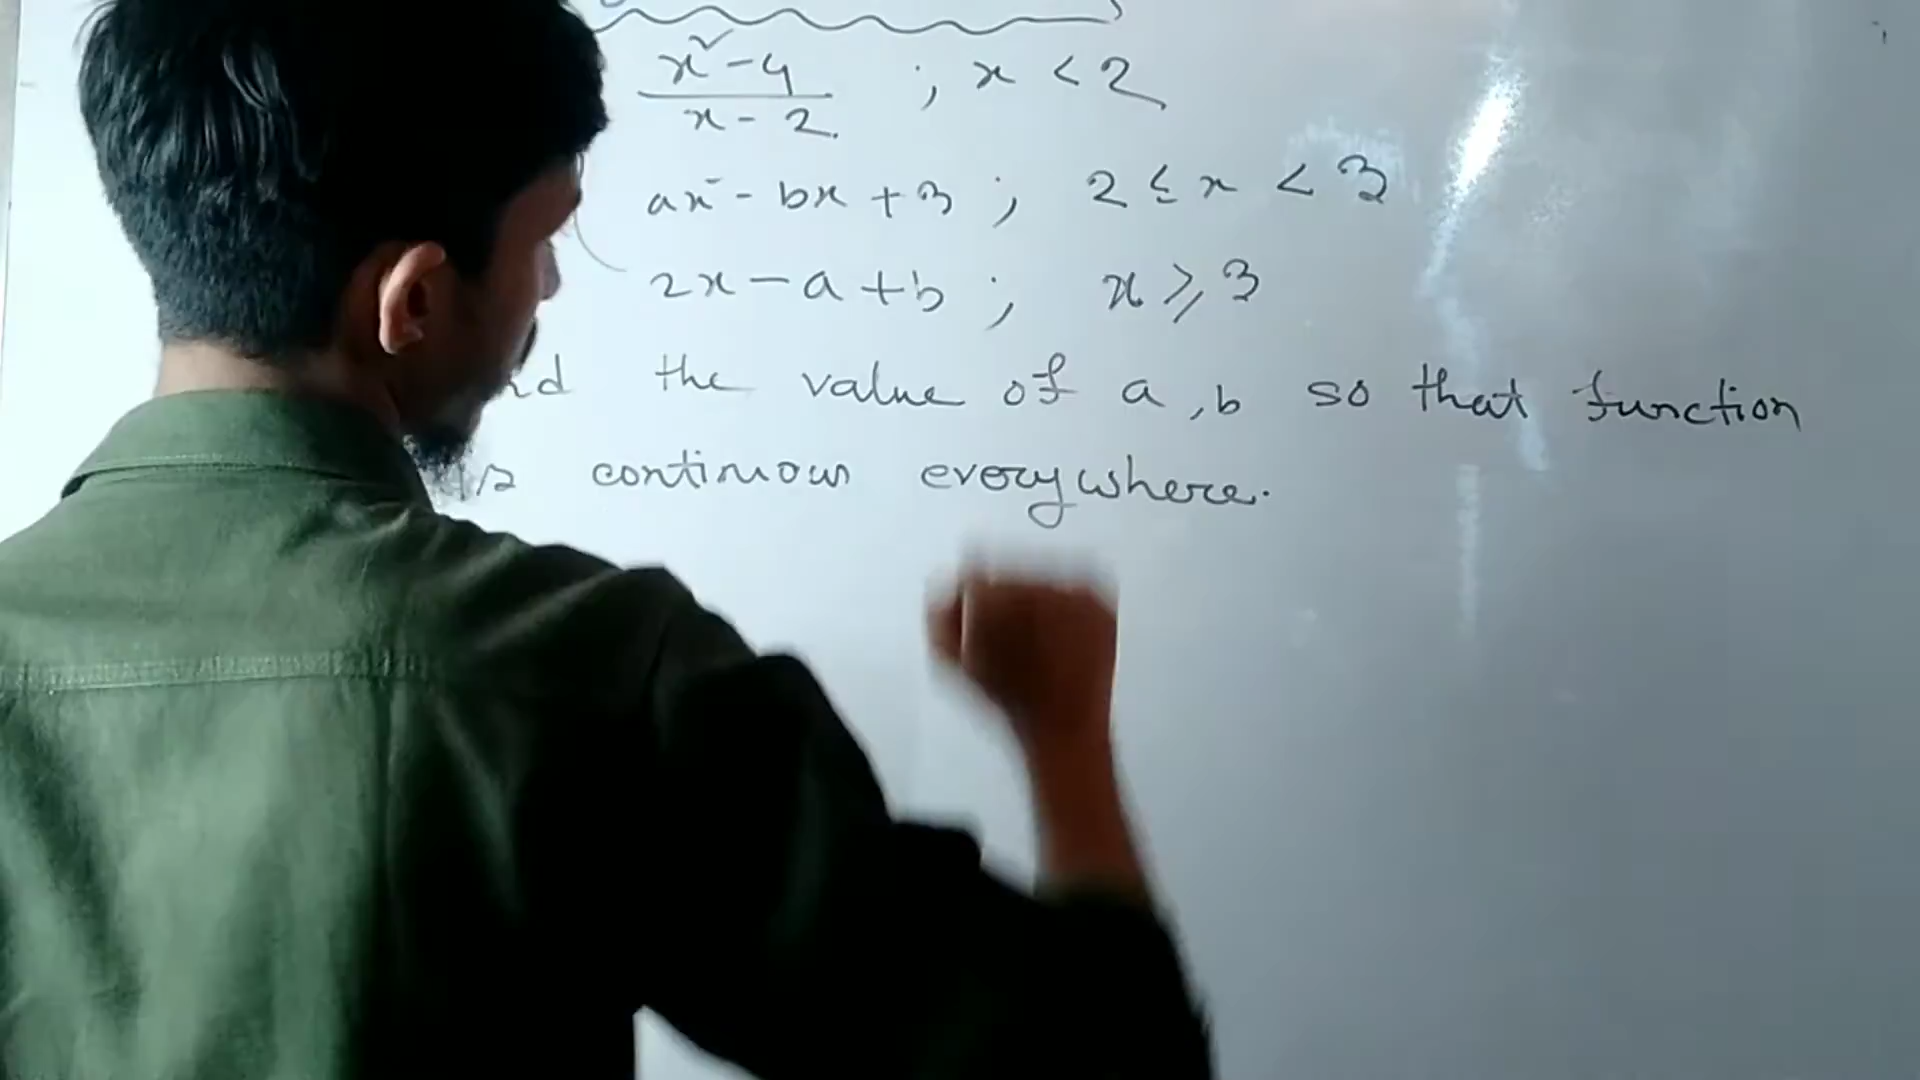 x²-4 / x-2 ; x < 2
ax² - bx + 3 ; 2 ≤ x < 3
2x - a + b ; x ≥ 3
the value of a, b so that function
is continuous everywhere.